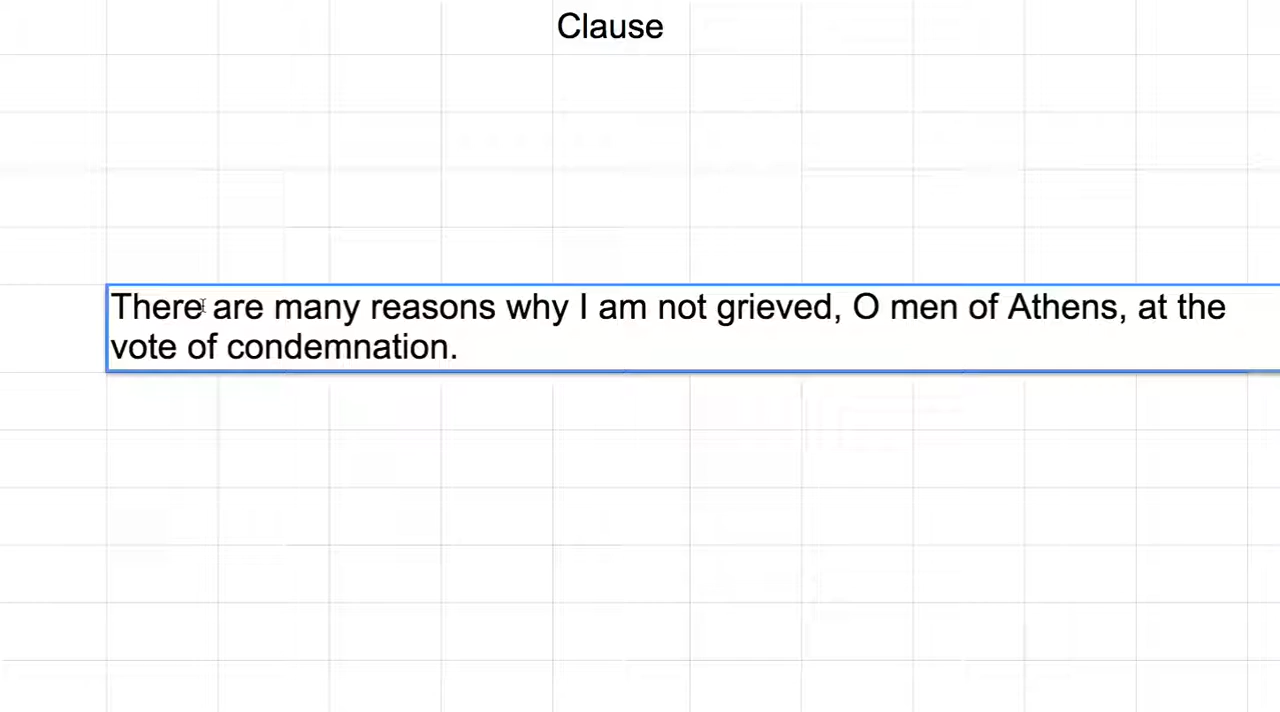 Clause
There are many reasons why I am not grieved, O men of Athens, at the
vote of condemnation.